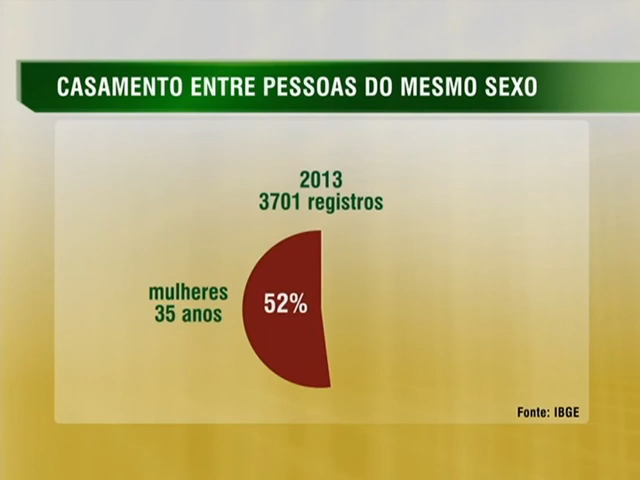 CASAMENTO ENTRE PESSOAS DO MESMO SEXO
2013
3701 registros
mulheres
35 anos
52%
Fonte: IBGE